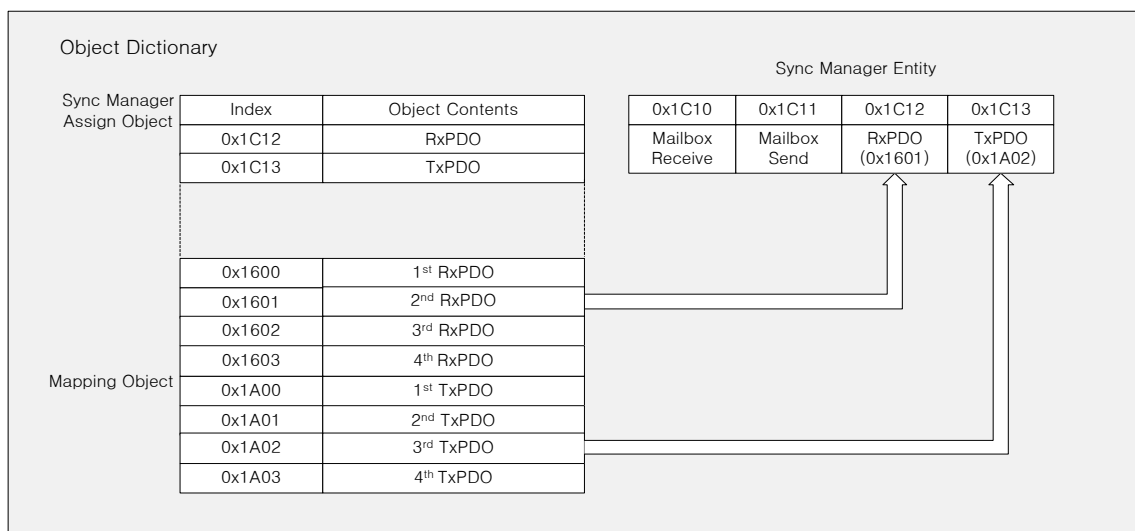 Object Dictionary
Sync Manager Entity
Sync Manager
Assign Object
Index Object Contents
0x1C12 RxPDO
0x1C13 TxPDO
0x1C10 0x1C11 0x1C12 0x1C13
Mailbox Receive Mailbox Send RxPDO (0x1601) TxPDO (0x1A02)
Mapping Object
0x1600 1st RxPDO
0x1601 2nd RxPDO
0x1602 3rd RxPDO
0x1603 4th RxPDO
0x1A00 1st TxPDO
0x1A01 2nd TxPDO
0x1A02 3rd TxPDO
0x1A03 4th TxPDO